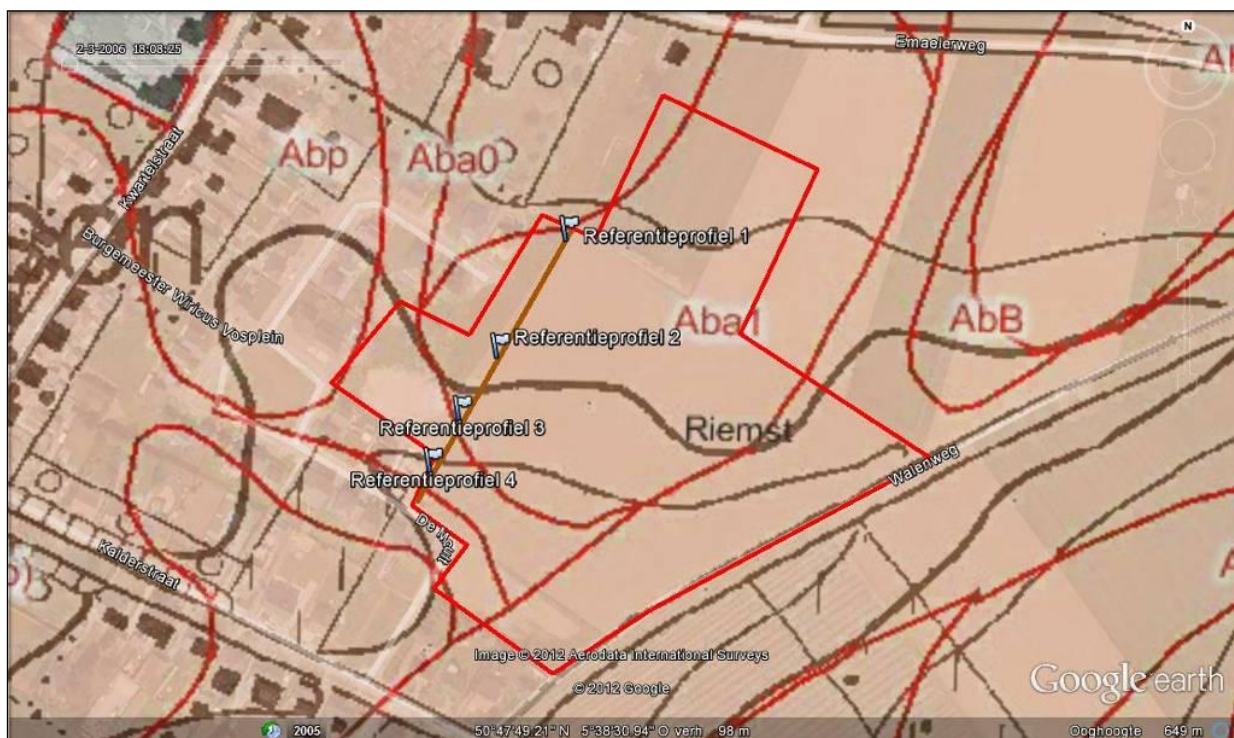 2-3-2006 18:08:25
N
Emaelerweg
Kwartelstraat
Abp
Aba0
Burgemeester Wiricus Vosplein
Referentieprofiel 1
Referentieprofiel 2
Aba1
AbB
Referentieprofiel 3
Riemst
Referentieprofiel 4
Walenweg
Kalderstraat
Image © 2012 Aerodata International Surveys
© 2012 Google
Google earth
2005
50°47'49.21" N 5°38'30.94" O verh 98 m
Ooghoogte 649 m